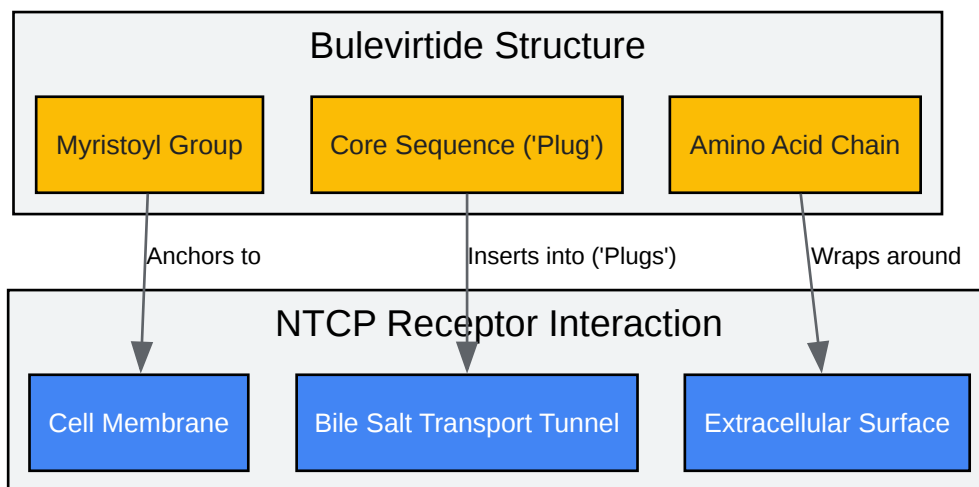 Bulevirtide Structure
Myristoyl Group
Core Sequence ('Plug')
Amino Acid Chain
Anchors to
Inserts into ('Plugs')
Wraps around
NTCP Receptor Interaction
Cell Membrane
Bile Salt Transport Tunnel
Extracellular Surface